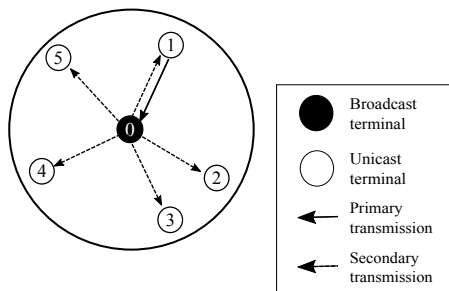 1
5
0
4
2
3
Broadcast
terminal
Unicast
terminal
Primary
transmission
Secondary
transmission